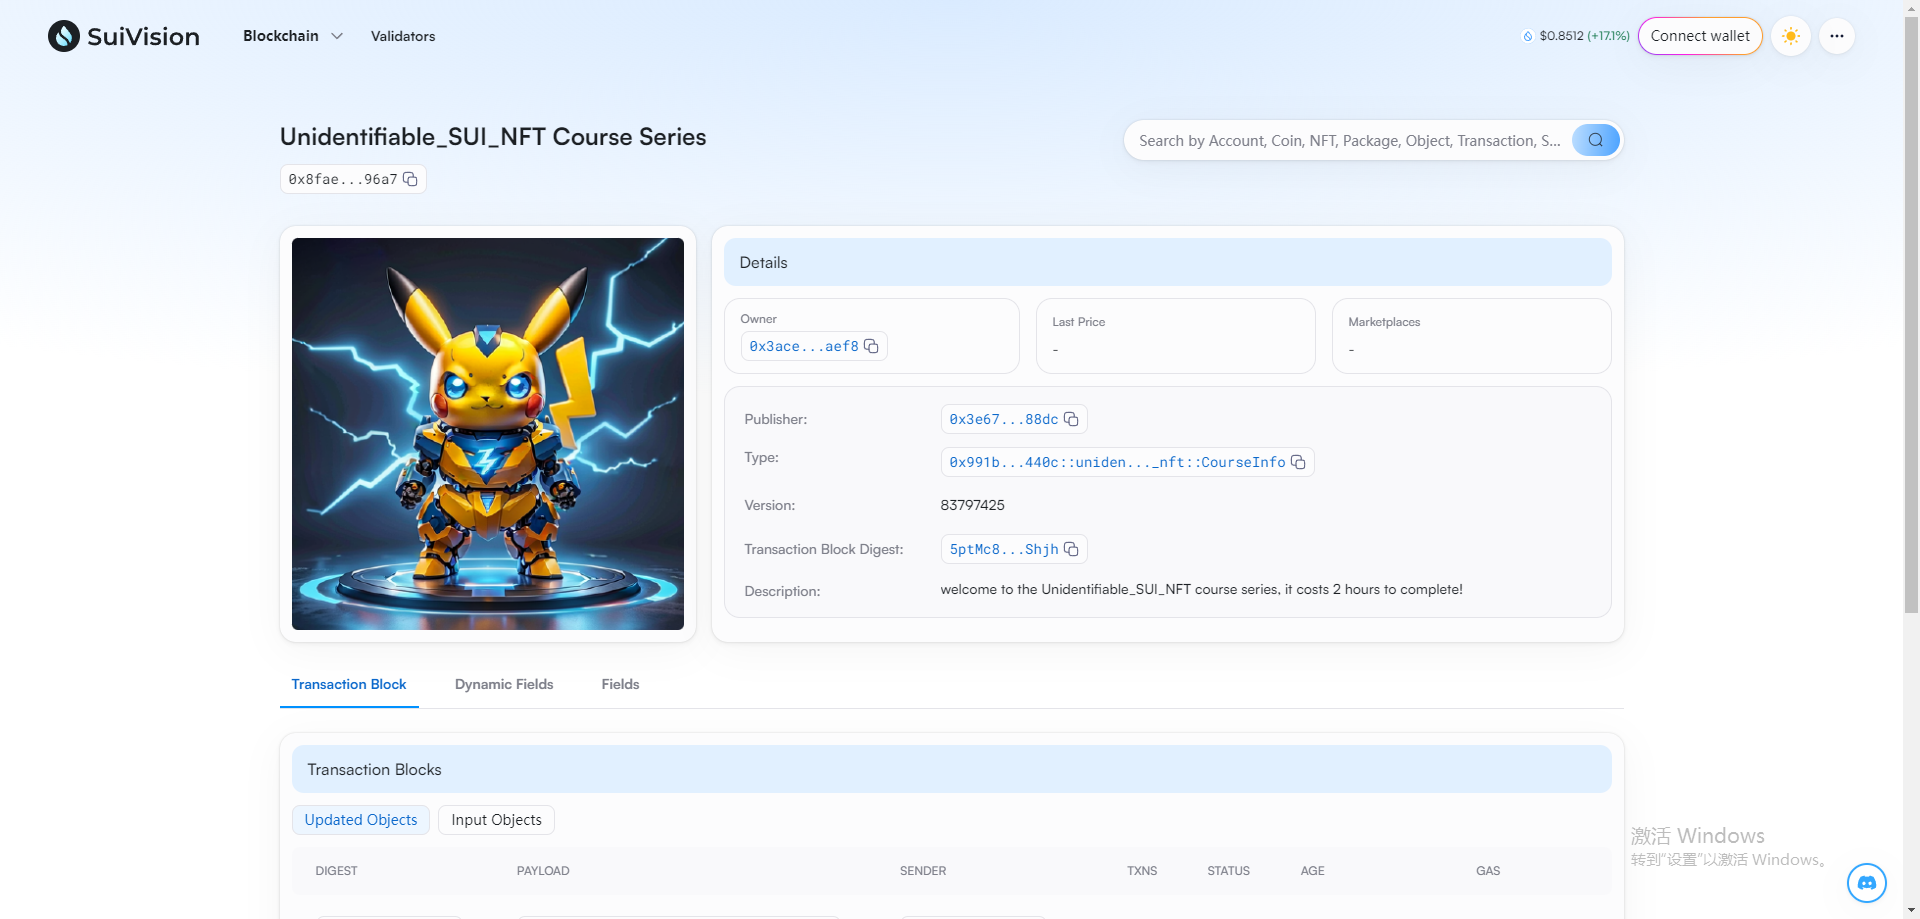 SuiVision
Blockchain
Validators
$0.8512 (+17.1%)
Connect wallet
Unidentifiable_SUI_NFT Course Series
0x8fae...96a7
Search by Account, Coin, NFT, Package, Object, Transaction, S...
Details
Owner
0x3ace...aef8
Last Price
-
Marketplaces
-
Publisher:
0x3e67...88dc
Type:
0x991b...440c::uniden..._nft::CourseInfo
Version:
83797425
Transaction Block Digest:
5ptMc8...Shjh
Description:
welcome to the Unidentifiable_SUI_NFT course series, it costs 2 hours to complete!
Transaction Block
Dynamic Fields
Fields
Transaction Blocks
Updated Objects
Input Objects
DIGEST
PAYLOAD
SENDER
TXNS
STATUS
AGE
GAS
激活 Windows
转到“设置”以激活 Windows。